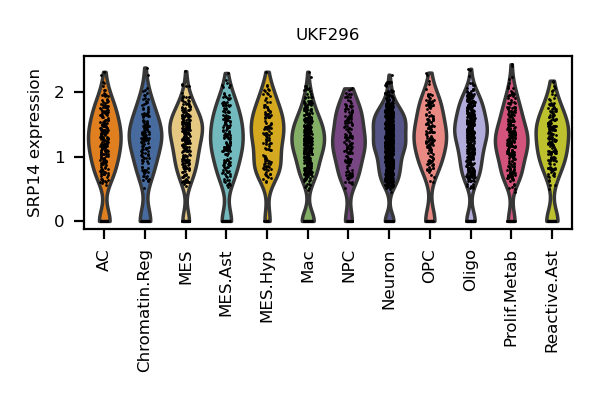 UKF296
SRP14 expression
2
1
0
AC
Chromatin.Reg
MES
MES.Ast
MES.Hyp
Mac
NPC
Neuron
OPC
Oligo
Prolif.Metab
Reactive.Ast